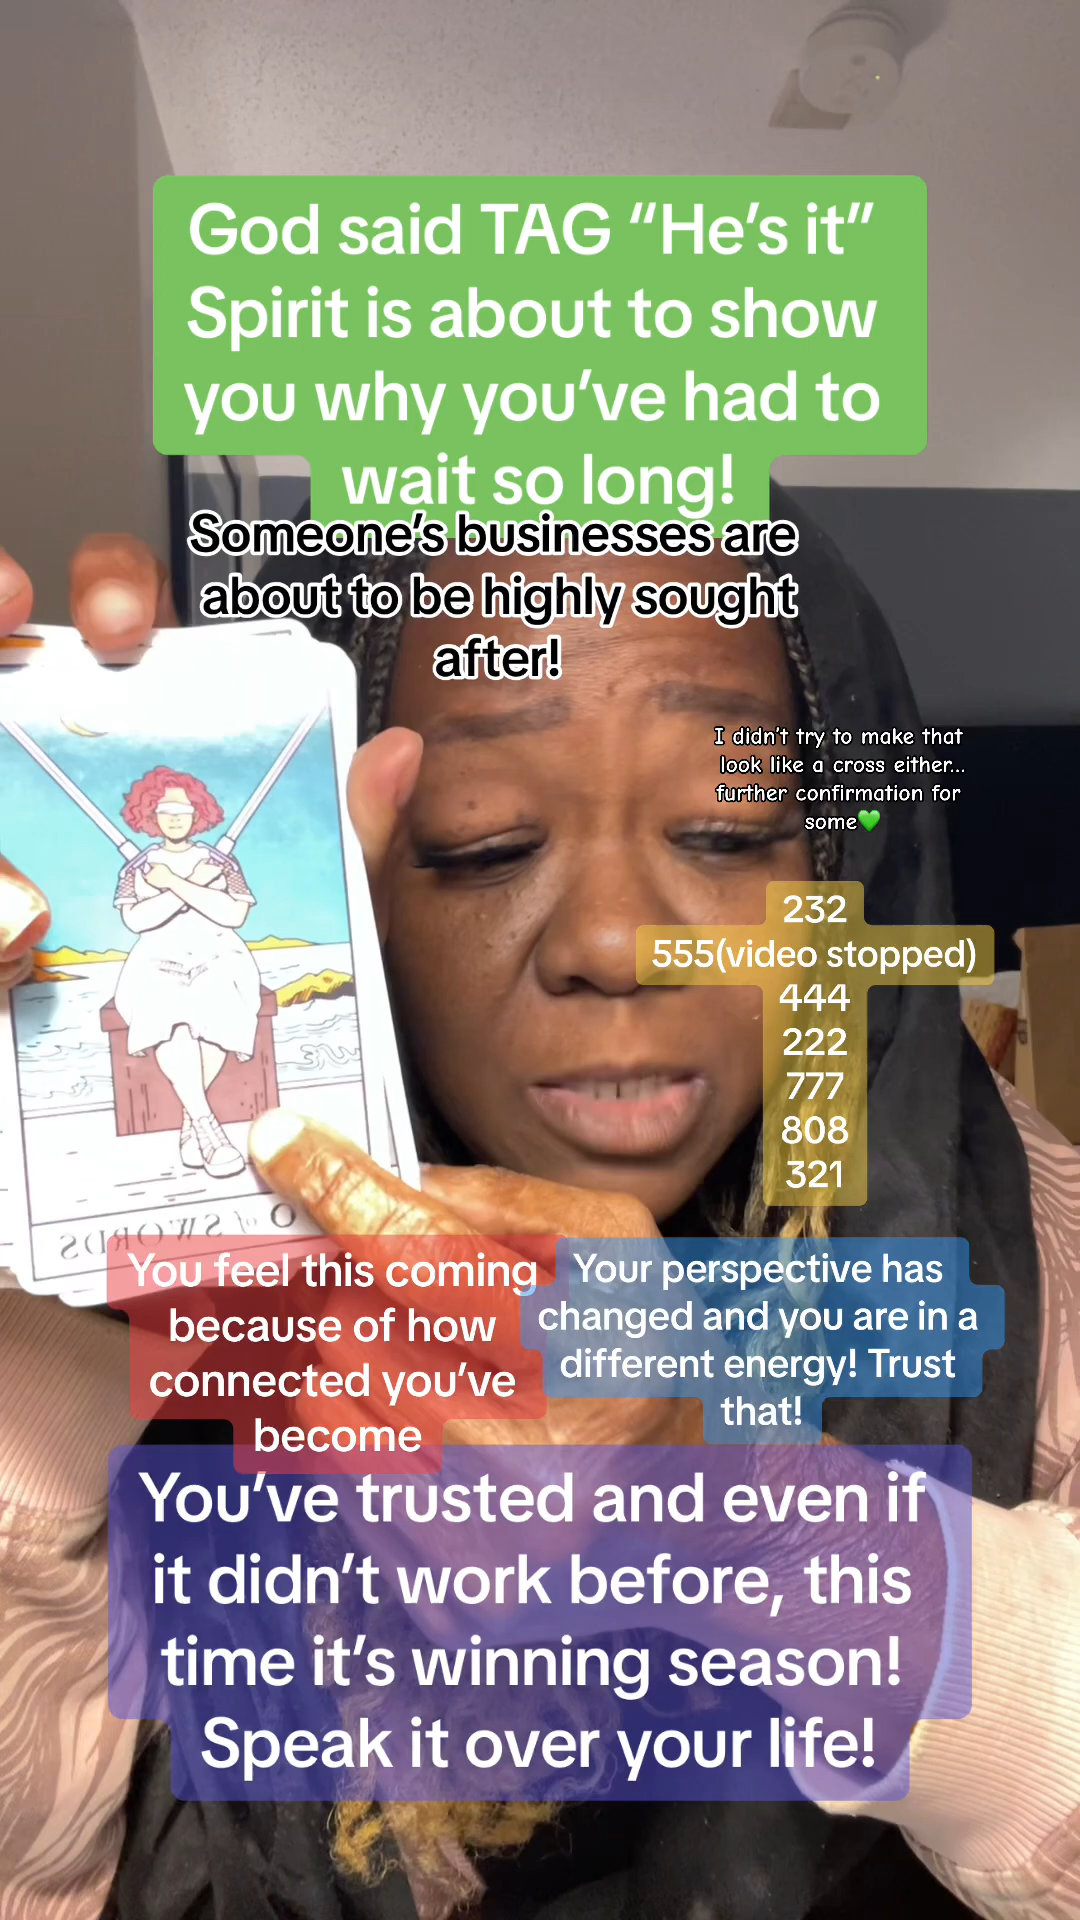 God said TAG “He’s it”
Spirit is about to show
you why you’ve had to
wait so long!
Someone’s businesses are
about to be highly sought
after!
I didn’t try to make that
look like a cross either...
further confirmation for
some💚
232
555(video stopped)
444
222
777
808
321
O of SWORDS
You feel this coming
because of how
connected you’ve
become
Your perspective has
changed and you are in a
different energy! Trust
that!
You’ve trusted and even if
it didn’t work before, this
time it’s winning season!
Speak it over your life!